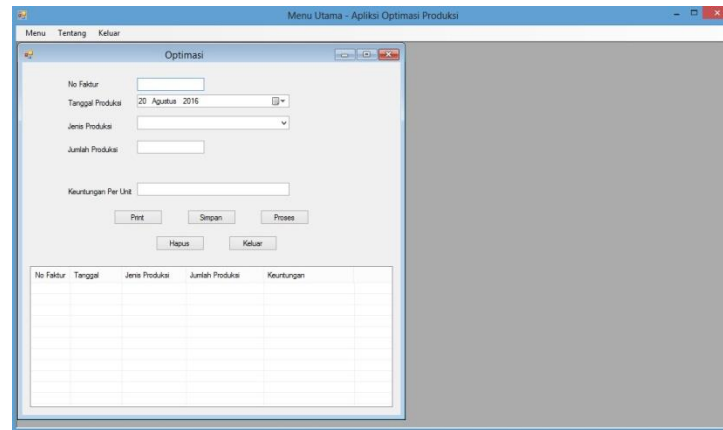 Menu Utama - Apliksi Optimasi Produksi
Menu Tentang Keluar
Optimasi
No Faktur
Tanggal Produksi 20 Agustus 2016
Jenis Produksi
Jumlah Produksi
Keuntungan Per Unit
Print Simpan Proses
Hapus Keluar
No Faktur Tanggal Jenis Produksi Jumlah Produksi Keuntungan